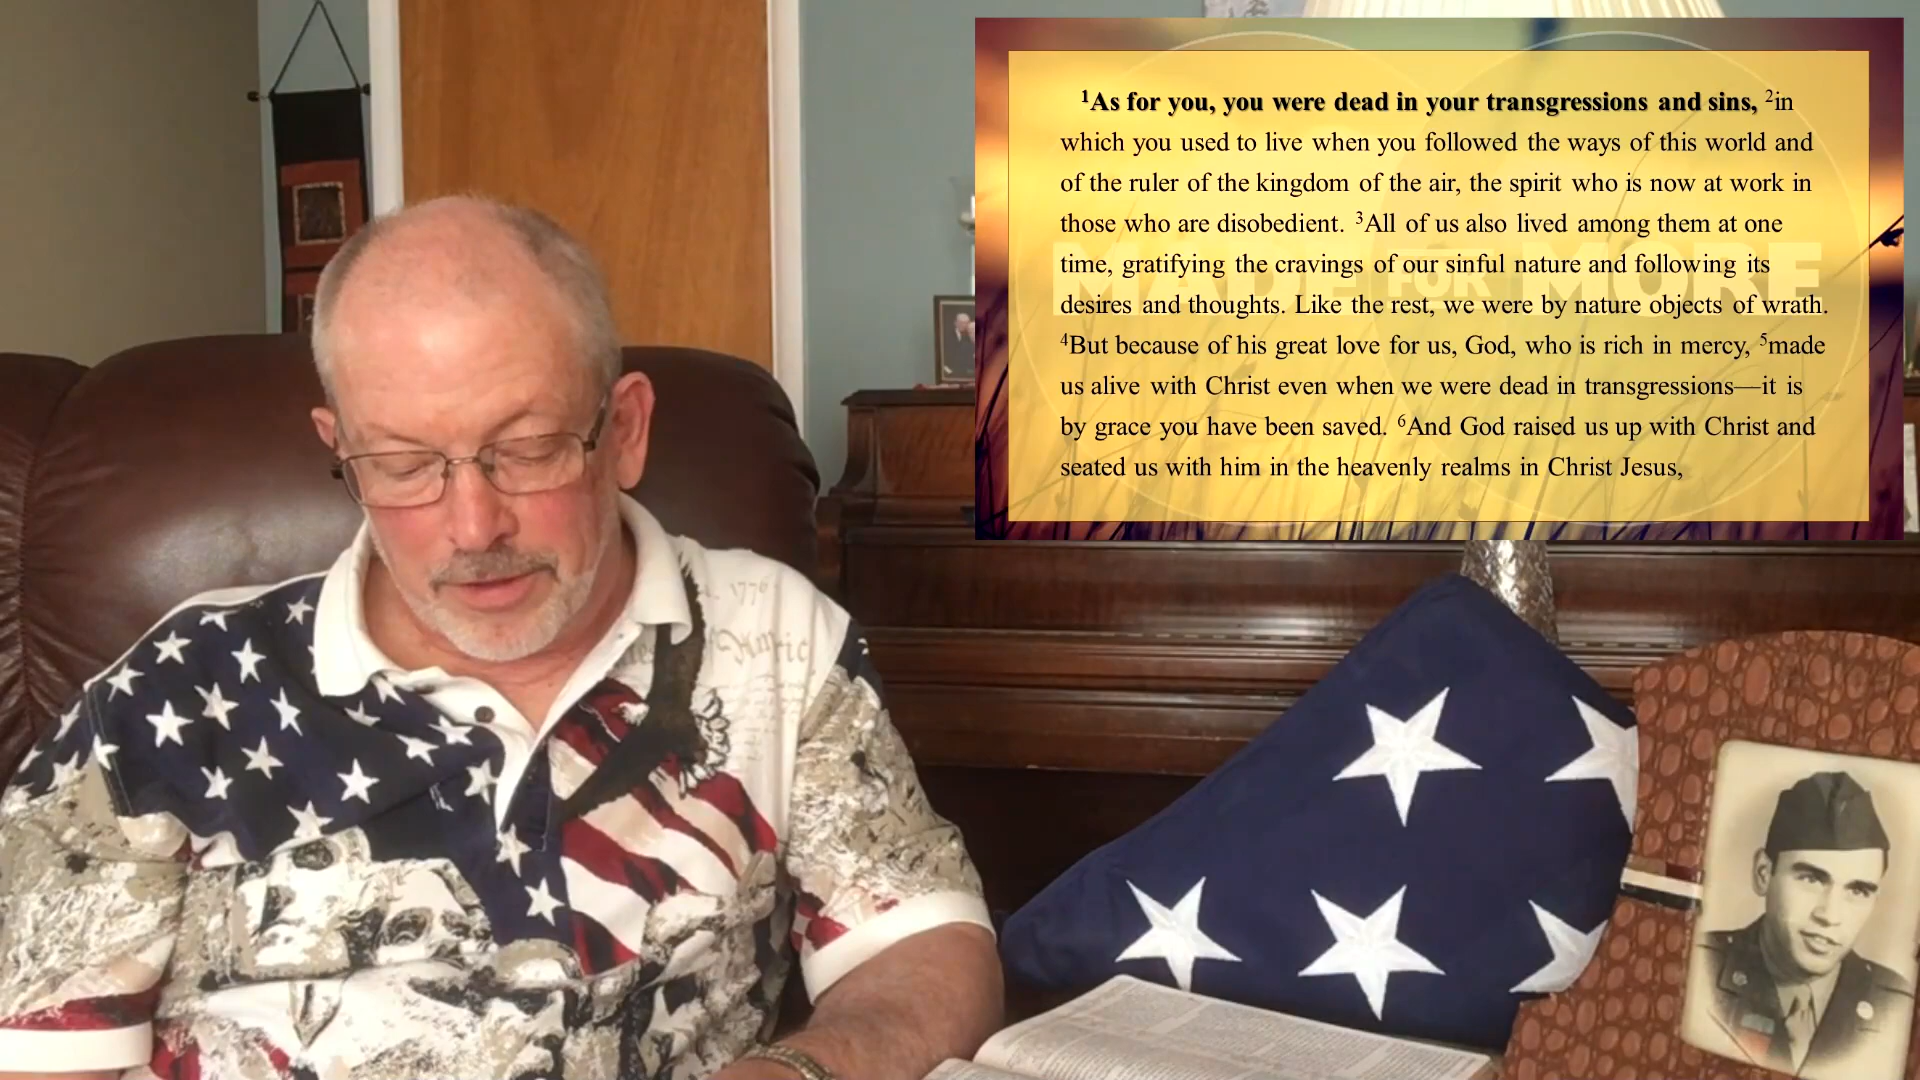 ¹As for you, you were dead in your transgressions and sins, ²in
which you used to live when you followed the ways of this world and
of the ruler of the kingdom of the air, the spirit who is now at work in
those who are disobedient. ³All of us also lived among them at one
time, gratifying the cravings of our sinful nature and following its
desires and thoughts. Like the rest, we were by nature objects of wrath.
⁴But because of his great love for us, God, who is rich in mercy, ⁵made
us alive with Christ even when we were dead in transgressions—it is
by grace you have been saved. ⁶And God raised us up with Christ and
seated us with him in the heavenly realms in Christ Jesus,
MADE FOR MORE
1776